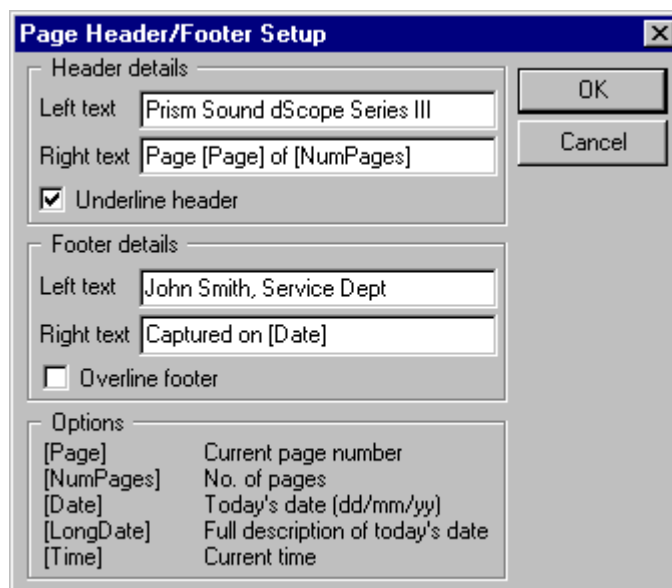 Page Header/Footer Setup
Header details
Left text Prism Sound dScope Series III
Right text Page [Page] of [NumPages]
Underline header
OK
Cancel
Footer details
Left text John Smith, Service Dept
Right text Captured on [Date]
Overline footer
Options
[Page] Current page number
[NumPages] No. of pages
[Date] Today's date (dd/mm/yy)
[LongDate] Full description of today's date
[Time] Current time